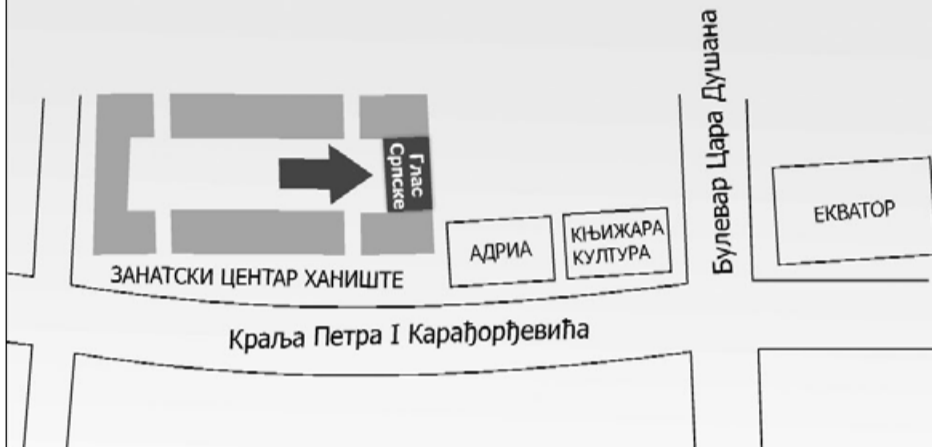 Булевар Цара Душана
Глас
Српске
ЕКВАТОР
АДРИА
КЊИЖАРА
КУЛТУРА
ЗАНАТСКИ ЦЕНТАР ХАНИШТЕ
Краља Петра I Карађорђевића